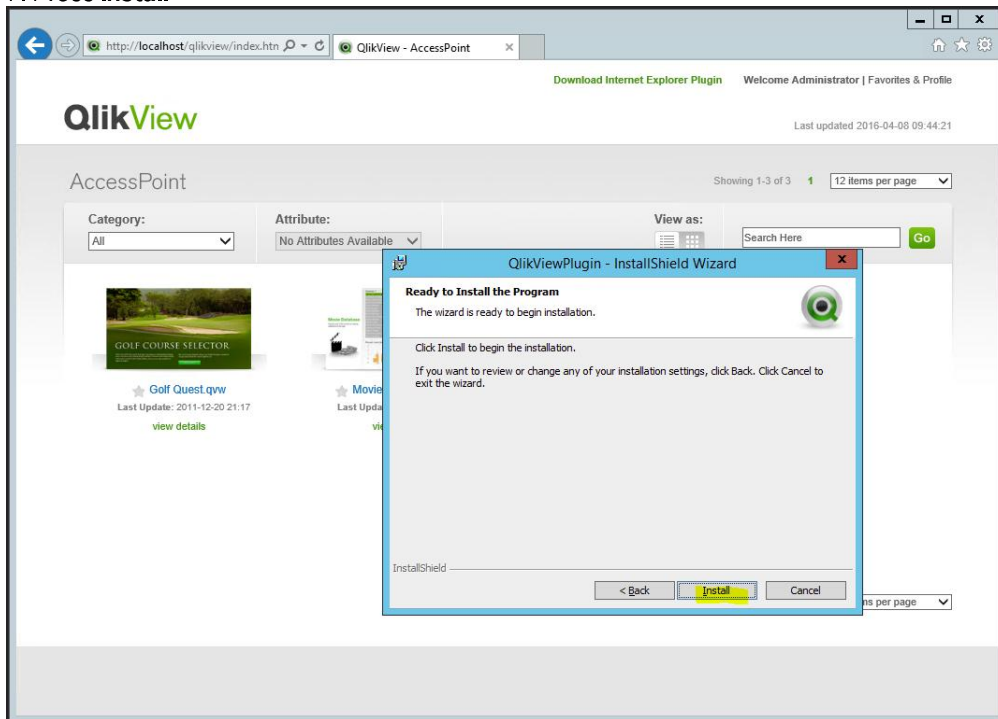 http://localhost/qlikview/index.htn
QlikView - AccessPoint
Download Internet Explorer Plugin Welcome Administrator | Favorites & Profile
QlikView
Last updated 2016-04-08 09:44:21
AccessPoint
Showing 1-3 of 3 1 12 items per page
Category: Attribute: View as:
All No Attributes Available Search Here Go
QlikViewPlugin - InstallShield Wizard
Ready to Install the Program
The wizard is ready to begin installation.
Click Install to begin the installation.
If you want to review or change any of your installation settings, click Back. Click Cancel to
exit the wizard.
GOLF COURSE SELECTOR
Movie Database
Golf Quest.qvw Movie
Last Update: 2011-12-20 21:17 Last Upda
view details vie
InstallShield
< Back Install Cancel
ms per page